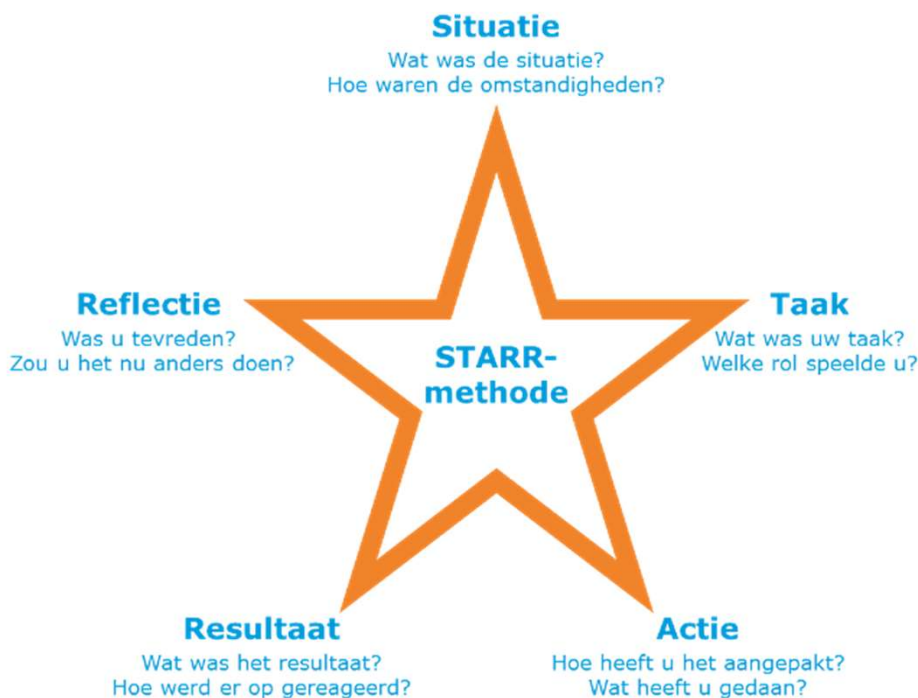 Situatie
Wat was de situatie?
Hoe waren de omstandigheden?
Reflectie
Was u tevreden?
Zou u het nu anders doen?
STARR-
methode
Taak
Wat was uw taak?
Welke rol speelde u?
Resultaat
Wat was het resultaat?
Hoe werd er op gereageerd?
Actie
Hoe heeft u het aangepakt?
Wat heeft u gedaan?